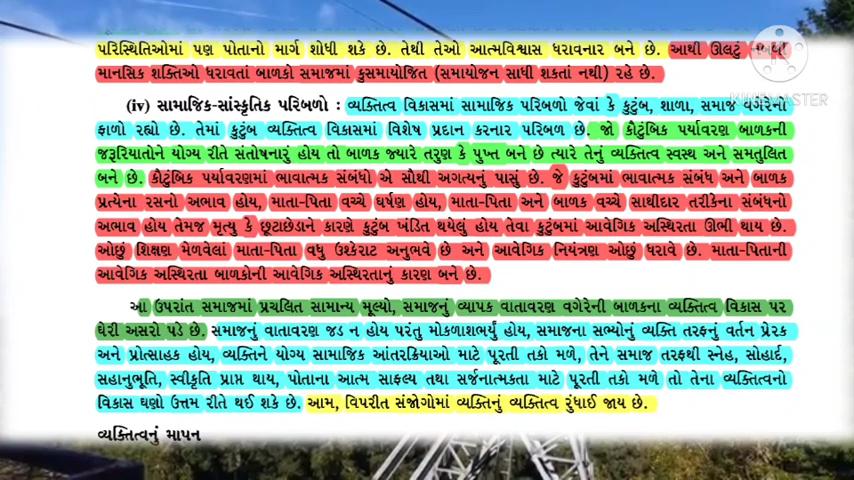 પરિસ્થિતિઓમાં પણ પોતાનો માર્ગ શોધી શકે છે. તેથી તેઓ આત્મવિશ્વાસ ધરાવનાર બને છે. આથી ઊલટું નબળી
માનસિક શક્તિઓ ધરાવતાં બાળકો સમાજમાં કુસમાયોજિત (સમાયોજન સાધી શકતાં નથી) રહે છે.
KINEMASTER
(iv) સામાજિક-સાંસ્કૃતિક પરિબળો : વ્યક્તિત્વ વિકાસમાં સામાજિક પરિબળો જેવાં કે કુટુંબ, શાળા, સમાજ વગેરેનો
ફાળો રહ્યો છે. તેમાં કુટુંબ વ્યક્તિત્વ વિકાસમાં વિશેષ પ્રદાન કરનાર પરિબળ છે. જો કૌટુંબિક પર્યાવરણ બાળકની
જરૂરિયાતોને યોગ્ય રીતે સંતોષનારું હોય તો બાળક જ્યારે તરુણ કે પુખ્ત બને છે ત્યારે તેનું વ્યક્તિત્વ સ્વસ્થ અને સમતુલિત
બને છે. કૌટુંબિક પર્યાવરણમાં ભાવાત્મક સંબંધો એ સૌથી અગત્યનું પાસું છે. જે કુટુંબમાં ભાવાત્મક સંબંધ અને બાળક
પ્રત્યેના રસનો અભાવ હોય, માતા-પિતા વચ્ચે ઘર્ષણ હોય, માતા-પિતા અને બાળક વચ્ચે સાથીદાર તરીકેના સંબંધનો
અભાવ હોય તેમજ મૃત્યુ કે છૂટાછેડાને કારણે કુટુંબ ખંડિત થયેલું હોય તેવા કુટુંબમાં આવેગિક અસ્થિરતા ઊભી થાય છે.
ઓછું શિક્ષણ મેળવેલાં માતા-પિતા વધુ ઉશ્કેરાટ અનુભવે છે અને આવેગિક નિયંત્રણ ઓછું ધરાવે છે. માતા-પિતાની
આવેગિક અસ્થિરતા બાળકોની આવેગિક અસ્થિરતાનું કારણ બને છે.
આ ઉપરાંત સમાજમાં પ્રચલિત સામાન્ય મૂલ્યો, સમાજનું વ્યાપક વાતાવરણ વગેરેની બાળકના વ્યક્તિત્વ વિકાસ પર
ઘેરી અસરો પડે છે. સમાજનું વાતાવરણ જડ ન હોય પરંતુ મોકળાશભર્યું હોય, સમાજના સભ્યોનું વ્યક્તિ તરફનું વર્તન પ્રેરક
અને પ્રોત્સાહક હોય, વ્યક્તિને યોગ્ય સામાજિક આંતરક્રિયાઓ માટે પૂરતી તકો મળે, તેને સમાજ તરફથી સ્નેહ, સૌહાર્દ,
સહાનુભૂતિ, સ્વીકૃતિ પ્રાપ્ત થાય, પોતાના આત્મ સાફલ્ય તથા સર્જનાત્મકતા માટે પૂરતી તકો મળે તો તેના વ્યક્તિત્વનો
વિકાસ ઘણો ઉત્તમ રીતે થઈ શકે છે. આમ, વિપરીત સંજોગોમાં વ્યક્તિનું વ્યક્તિત્વ રુંધાઈ જાય છે.
વ્યક્તિત્વનું માપન